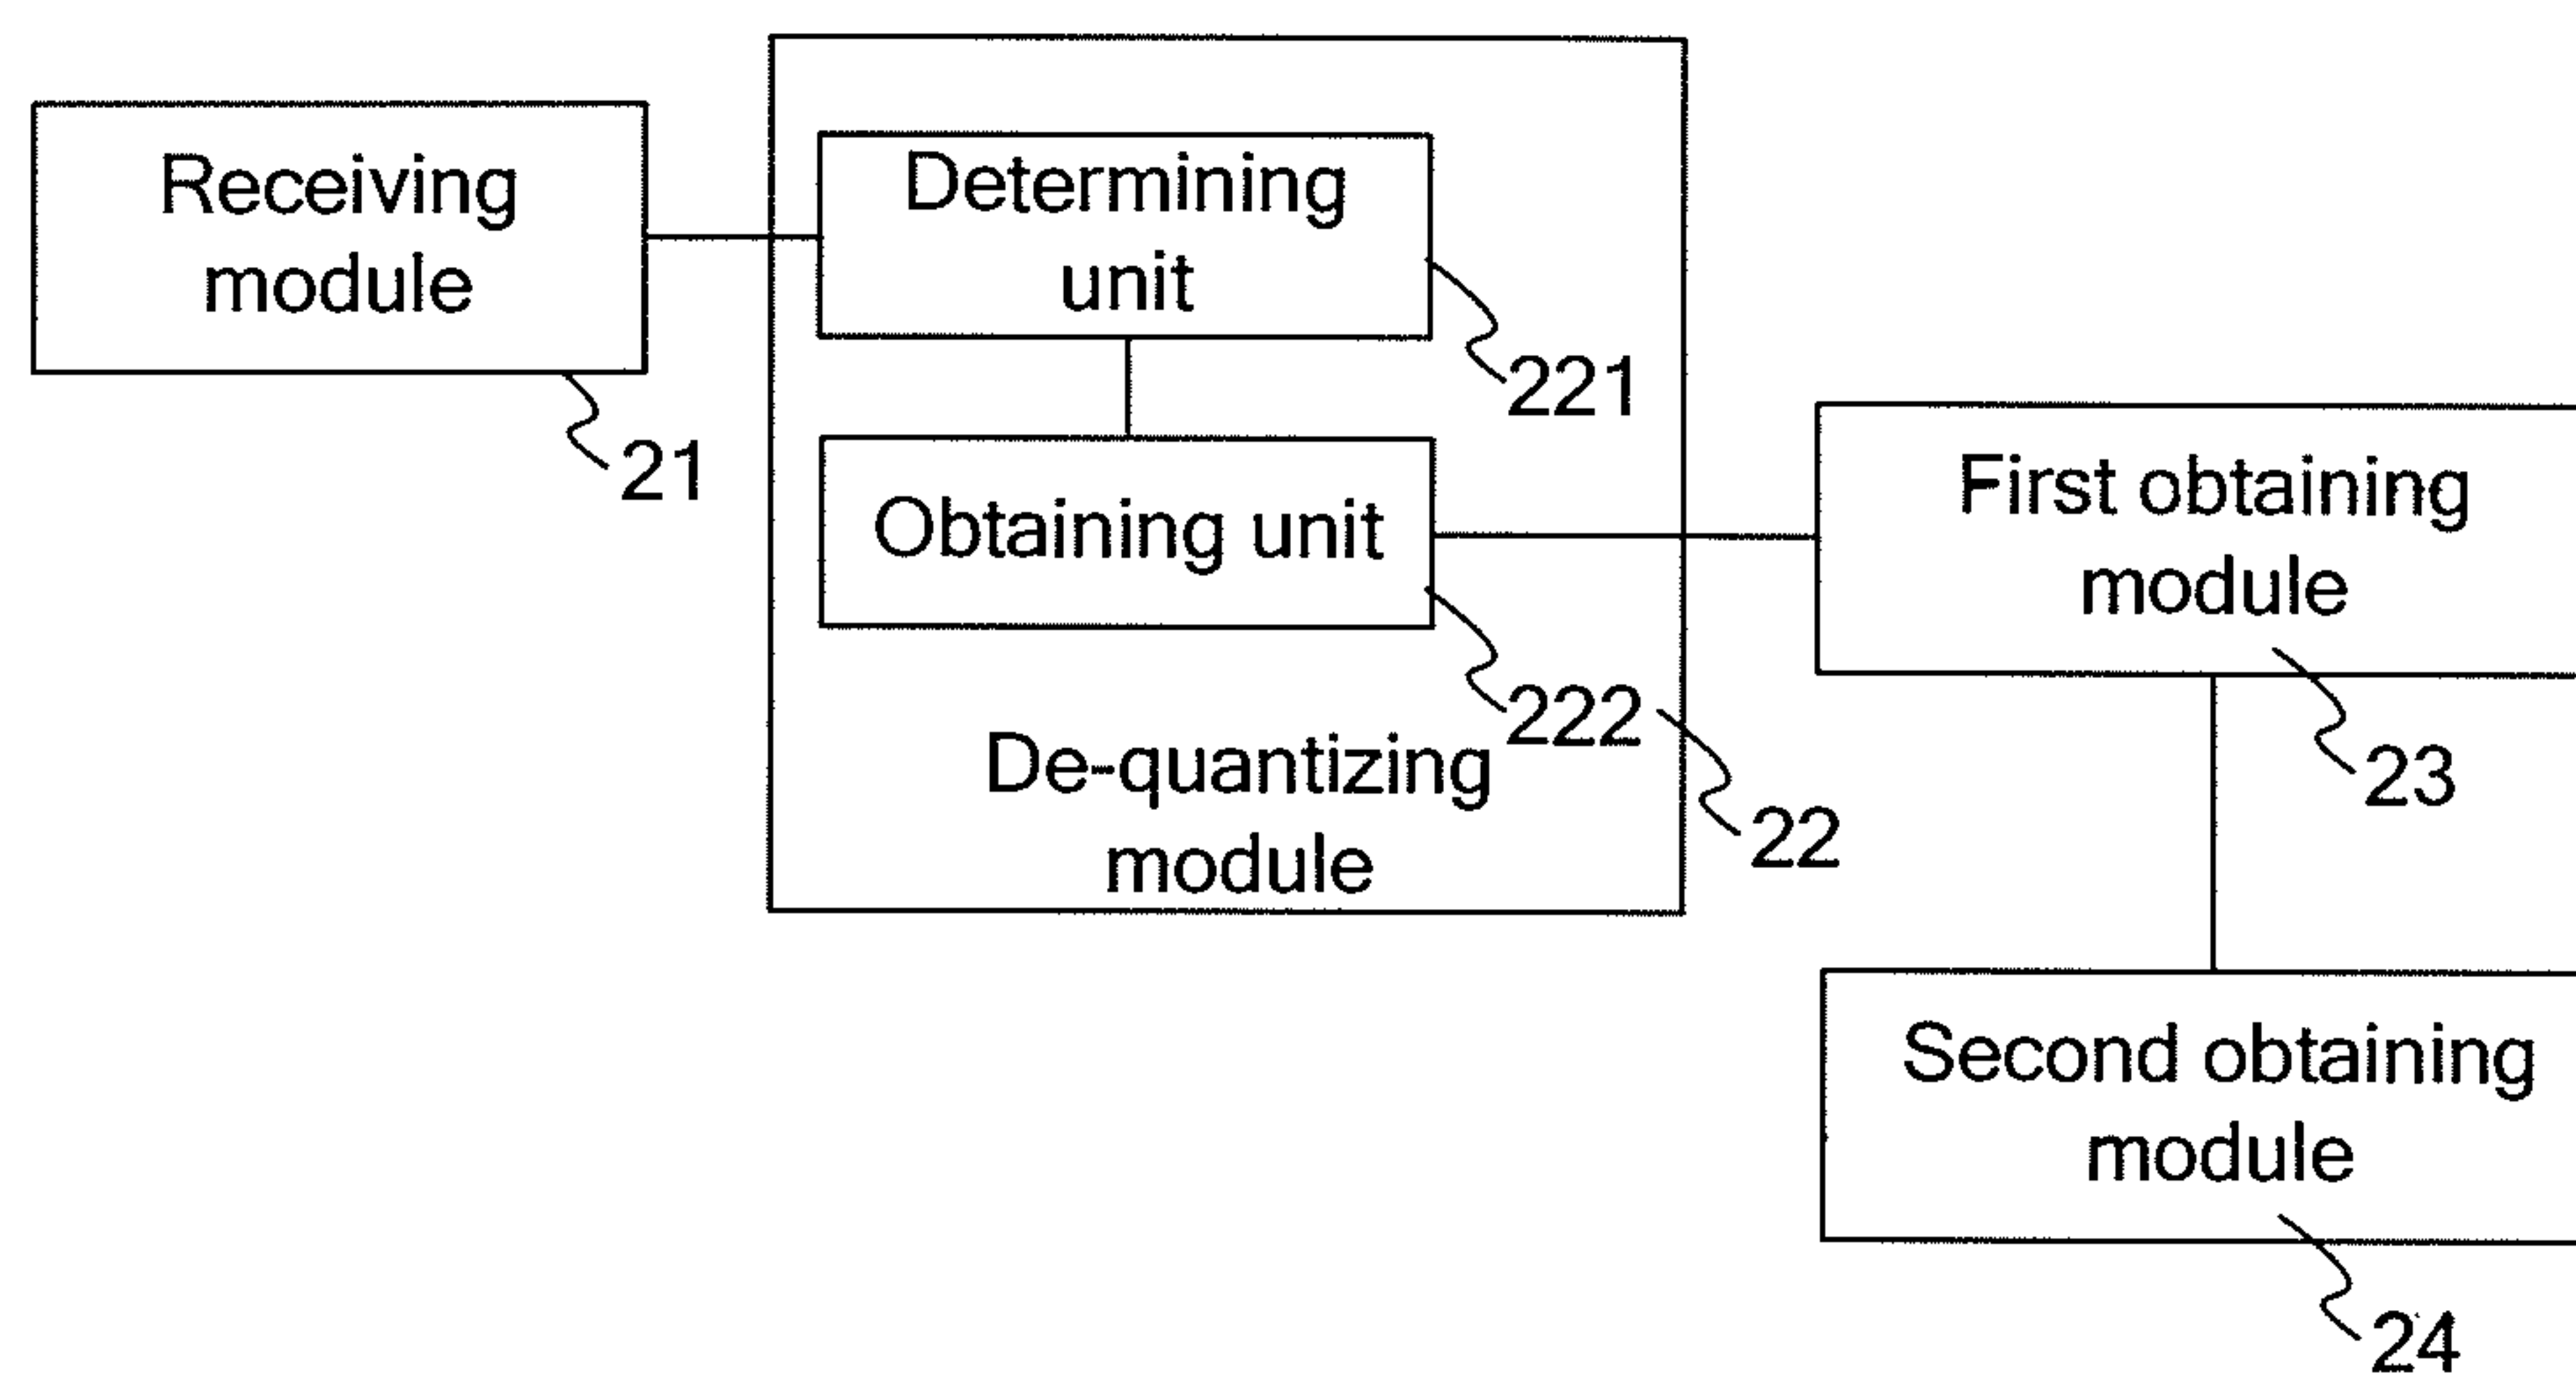 Receiving
module
21
Determining
unit
221
Obtaining unit
222
De-quantizing
module
22
First obtaining
module
23
Second obtaining
module
24